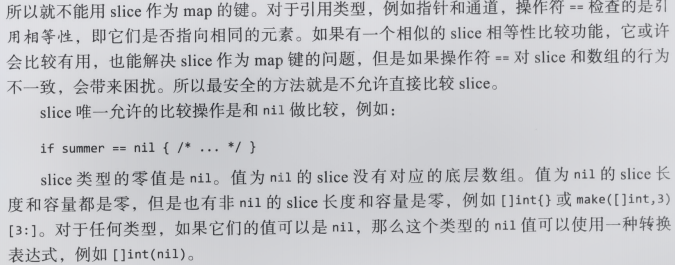 所以就不能用 slice 作为 map 的键。对于引用类型，例如指针和通道，操作符 == 检查的是引
用相等性，即它们是否指向相同的元素。如果有一个相似的 slice 相等性比较功能，它或许
会比较有用，也能解决 slice 作为 map 键的问题，但是如果操作符 == 对 slice 和数组的行为
不一致，会带来困扰。所以最安全的方法就是不允许直接比较 slice。
slice 唯一允许的比较操作是和 nil 做比较，例如：
if summer == nil { /* ... */ }
slice 类型的零值是 nil。值为 nil 的 slice 没有对应的底层数组。值为 nil 的 slice 长
度和容量都是零，但是也有非 nil 的 slice 长度和容量是零，例如 []int{} 或 make([]int,3)
[3:]。对于任何类型，如果它们的值可以是 nil，那么这个类型的 nil 值可以使用一种转换
表达式，例如 []int(nil)。